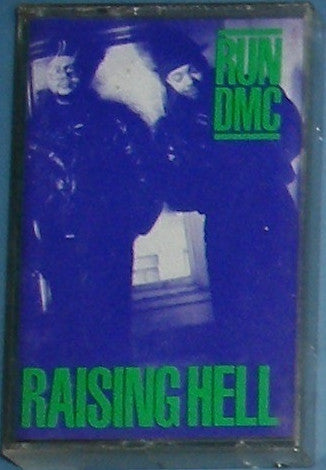 RUN
DMC
RAISING HELL